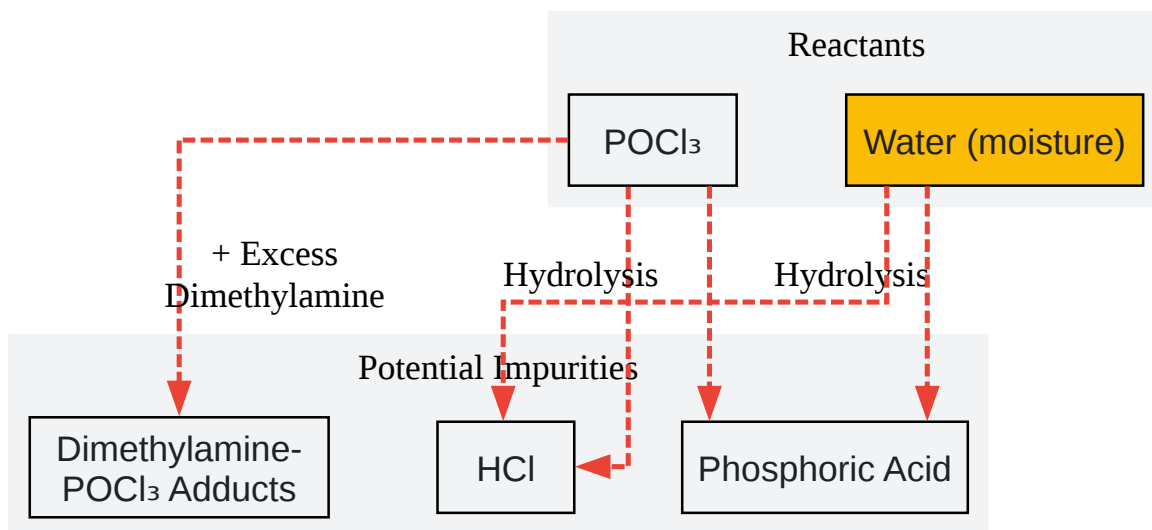 Reactants
POCl₃
Water (moisture)
+ Excess
Dimethylamine
Hydrolysis
Hydrolysis
Potential Impurities
Dimethylamine-
POCl₃ Adducts
HCl
Phosphoric Acid